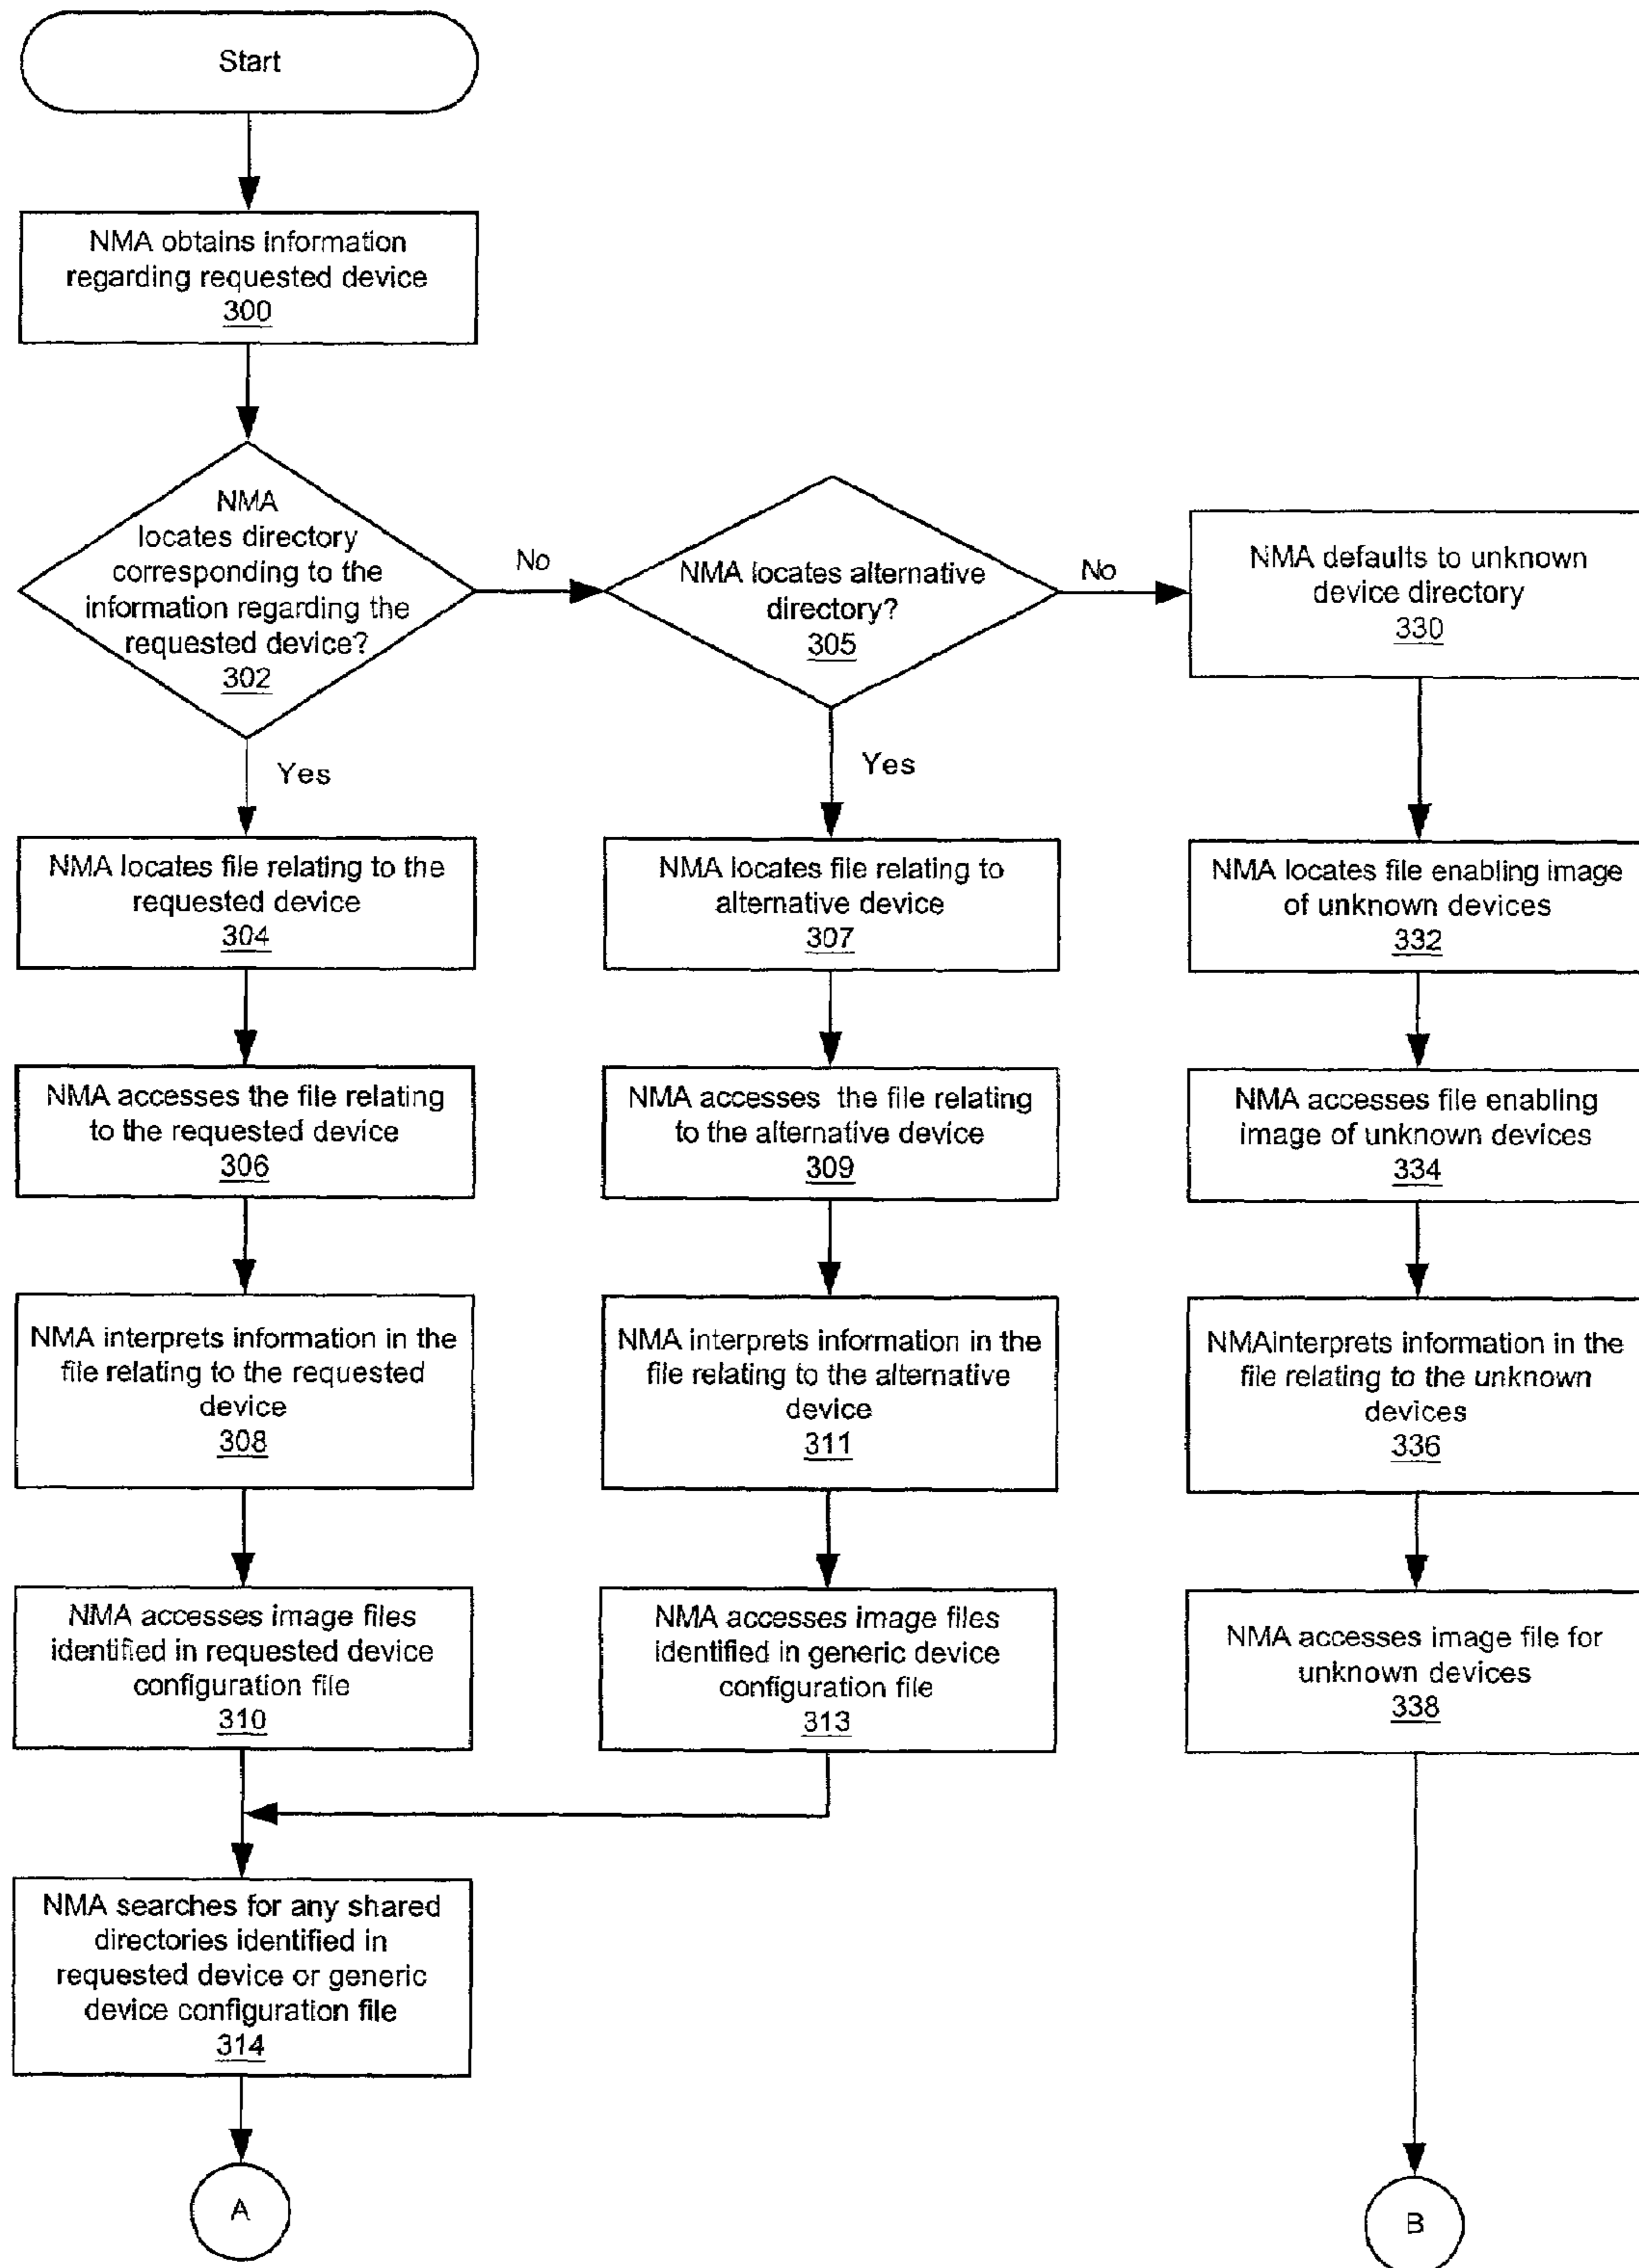 Start
NMA obtains information
regarding requested device
300
NMA
locates directory
corresponding to the
information regarding the
requested device?
302
No
NMA locates alternative
directory?
305
No
NMA defaults to unknown
device directory
330
Yes
Yes
NMA locates file relating to the
requested device
304
NMA locates file relating to
alternative device
307
NMA locates file enabling image
of unknown devices
332
NMA accesses the file relating
to the requested device
306
NMA accesses the file relating
to the alternative device
309
NMA accesses file enabling
image of unknown devices
334
NMA interprets information in the
file relating to the requested
device
308
NMA interprets information in the
file relating to the alternative
device
311
NMAinterprets information in the
file relating to the unknown
devices
336
NMA accesses image files
identified in requested device
configuration file
310
NMA accesses image files
identified in generic device
configuration file
313
NMA accesses image file for
unknown devices
338
NMA searches for any shared
directories identified in
requested device or generic
device configuration file
314
A
B